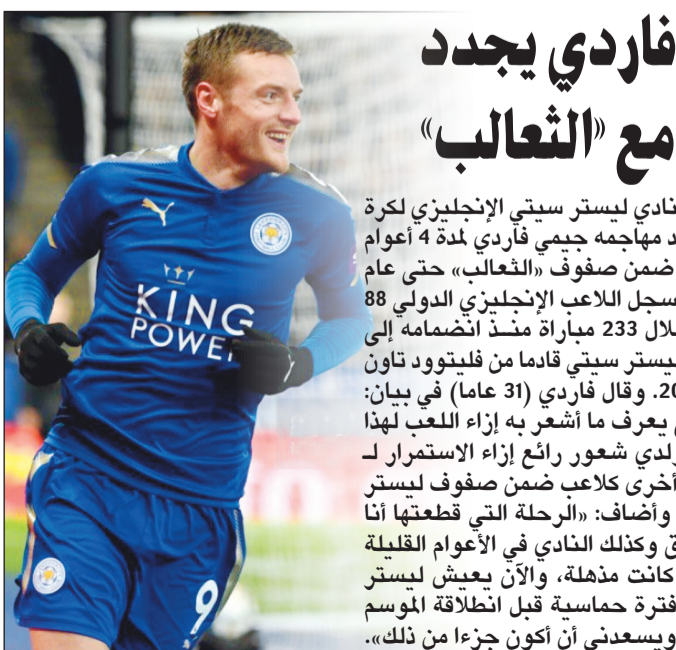 فاردي يجدد
مع «الثعالب»
نادي ليستر سيتي الإنجليزي لكرة
د مهاجمه جيمي فاردي لمدة 4 أعوام
ضمن صفوف «الثعالب» حتى عام
سجل اللاعب الإنجليزي الدولي 88
لال 233 مباراة منــذ انضمامه إلى
يستر سيتي قادما من فليتوود تاون
20. وقال فاردي (31 عاما) في بيان:
يعرف ما أشعر به إزاء اللعب لهذا
لدي شعور رائع إزاء الاستمرار لـ
أخرى كلاعب ضمن صفوف ليستر
وأضاف: «الرحلة التي قطعتها أنا
ق وكذلك النادي في الأعوام القليلة
كانت مذهلة، والآن يعيش ليستر
فترة حماسية قبل انطلاقة الموسم
ويسعدني أن أكون جزءا من ذلك».
KING
POWER
9